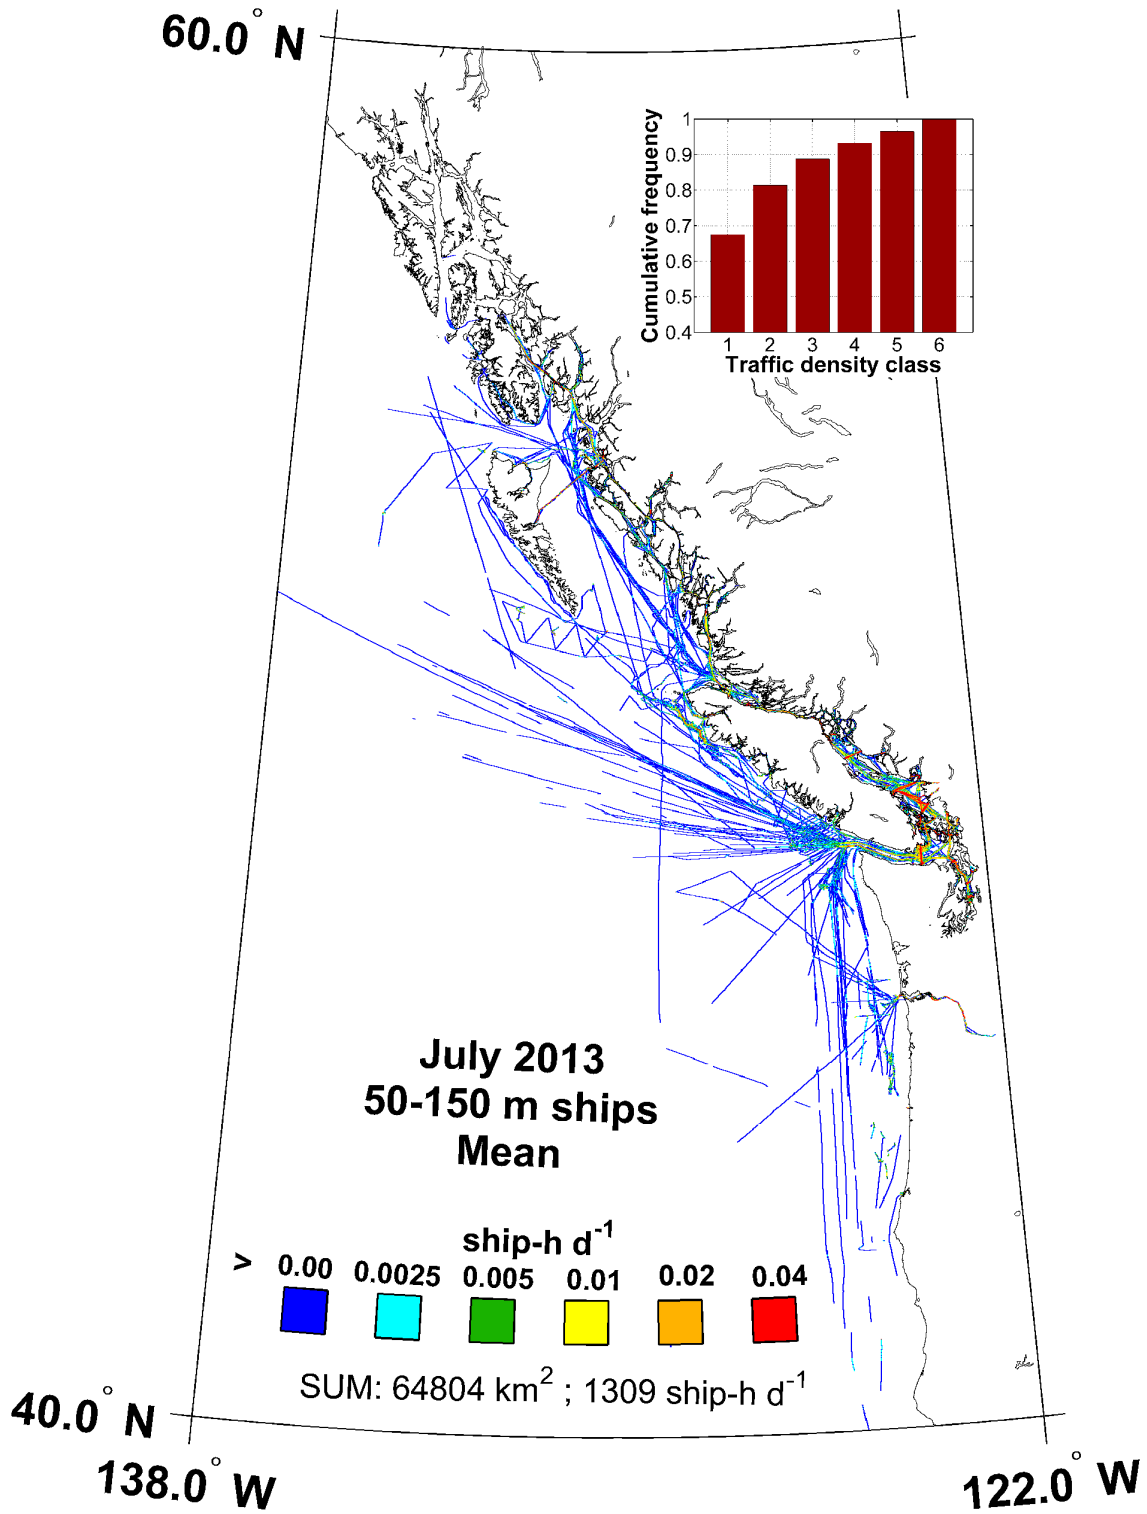 60.0° N
Cumulative frequency
1
0.9
0.8
0.7
0.6
0.5
0.4
1 2 3 4 5 6
Traffic density class
July 2013
50-150 m ships
Mean
ship-h d⁻¹
> 0.00 0.0025 0.005 0.01 0.02 0.04
SUM: 64804 km² ; 1309 ship-h d⁻¹
40.0° N
138.0° W
122.0° W